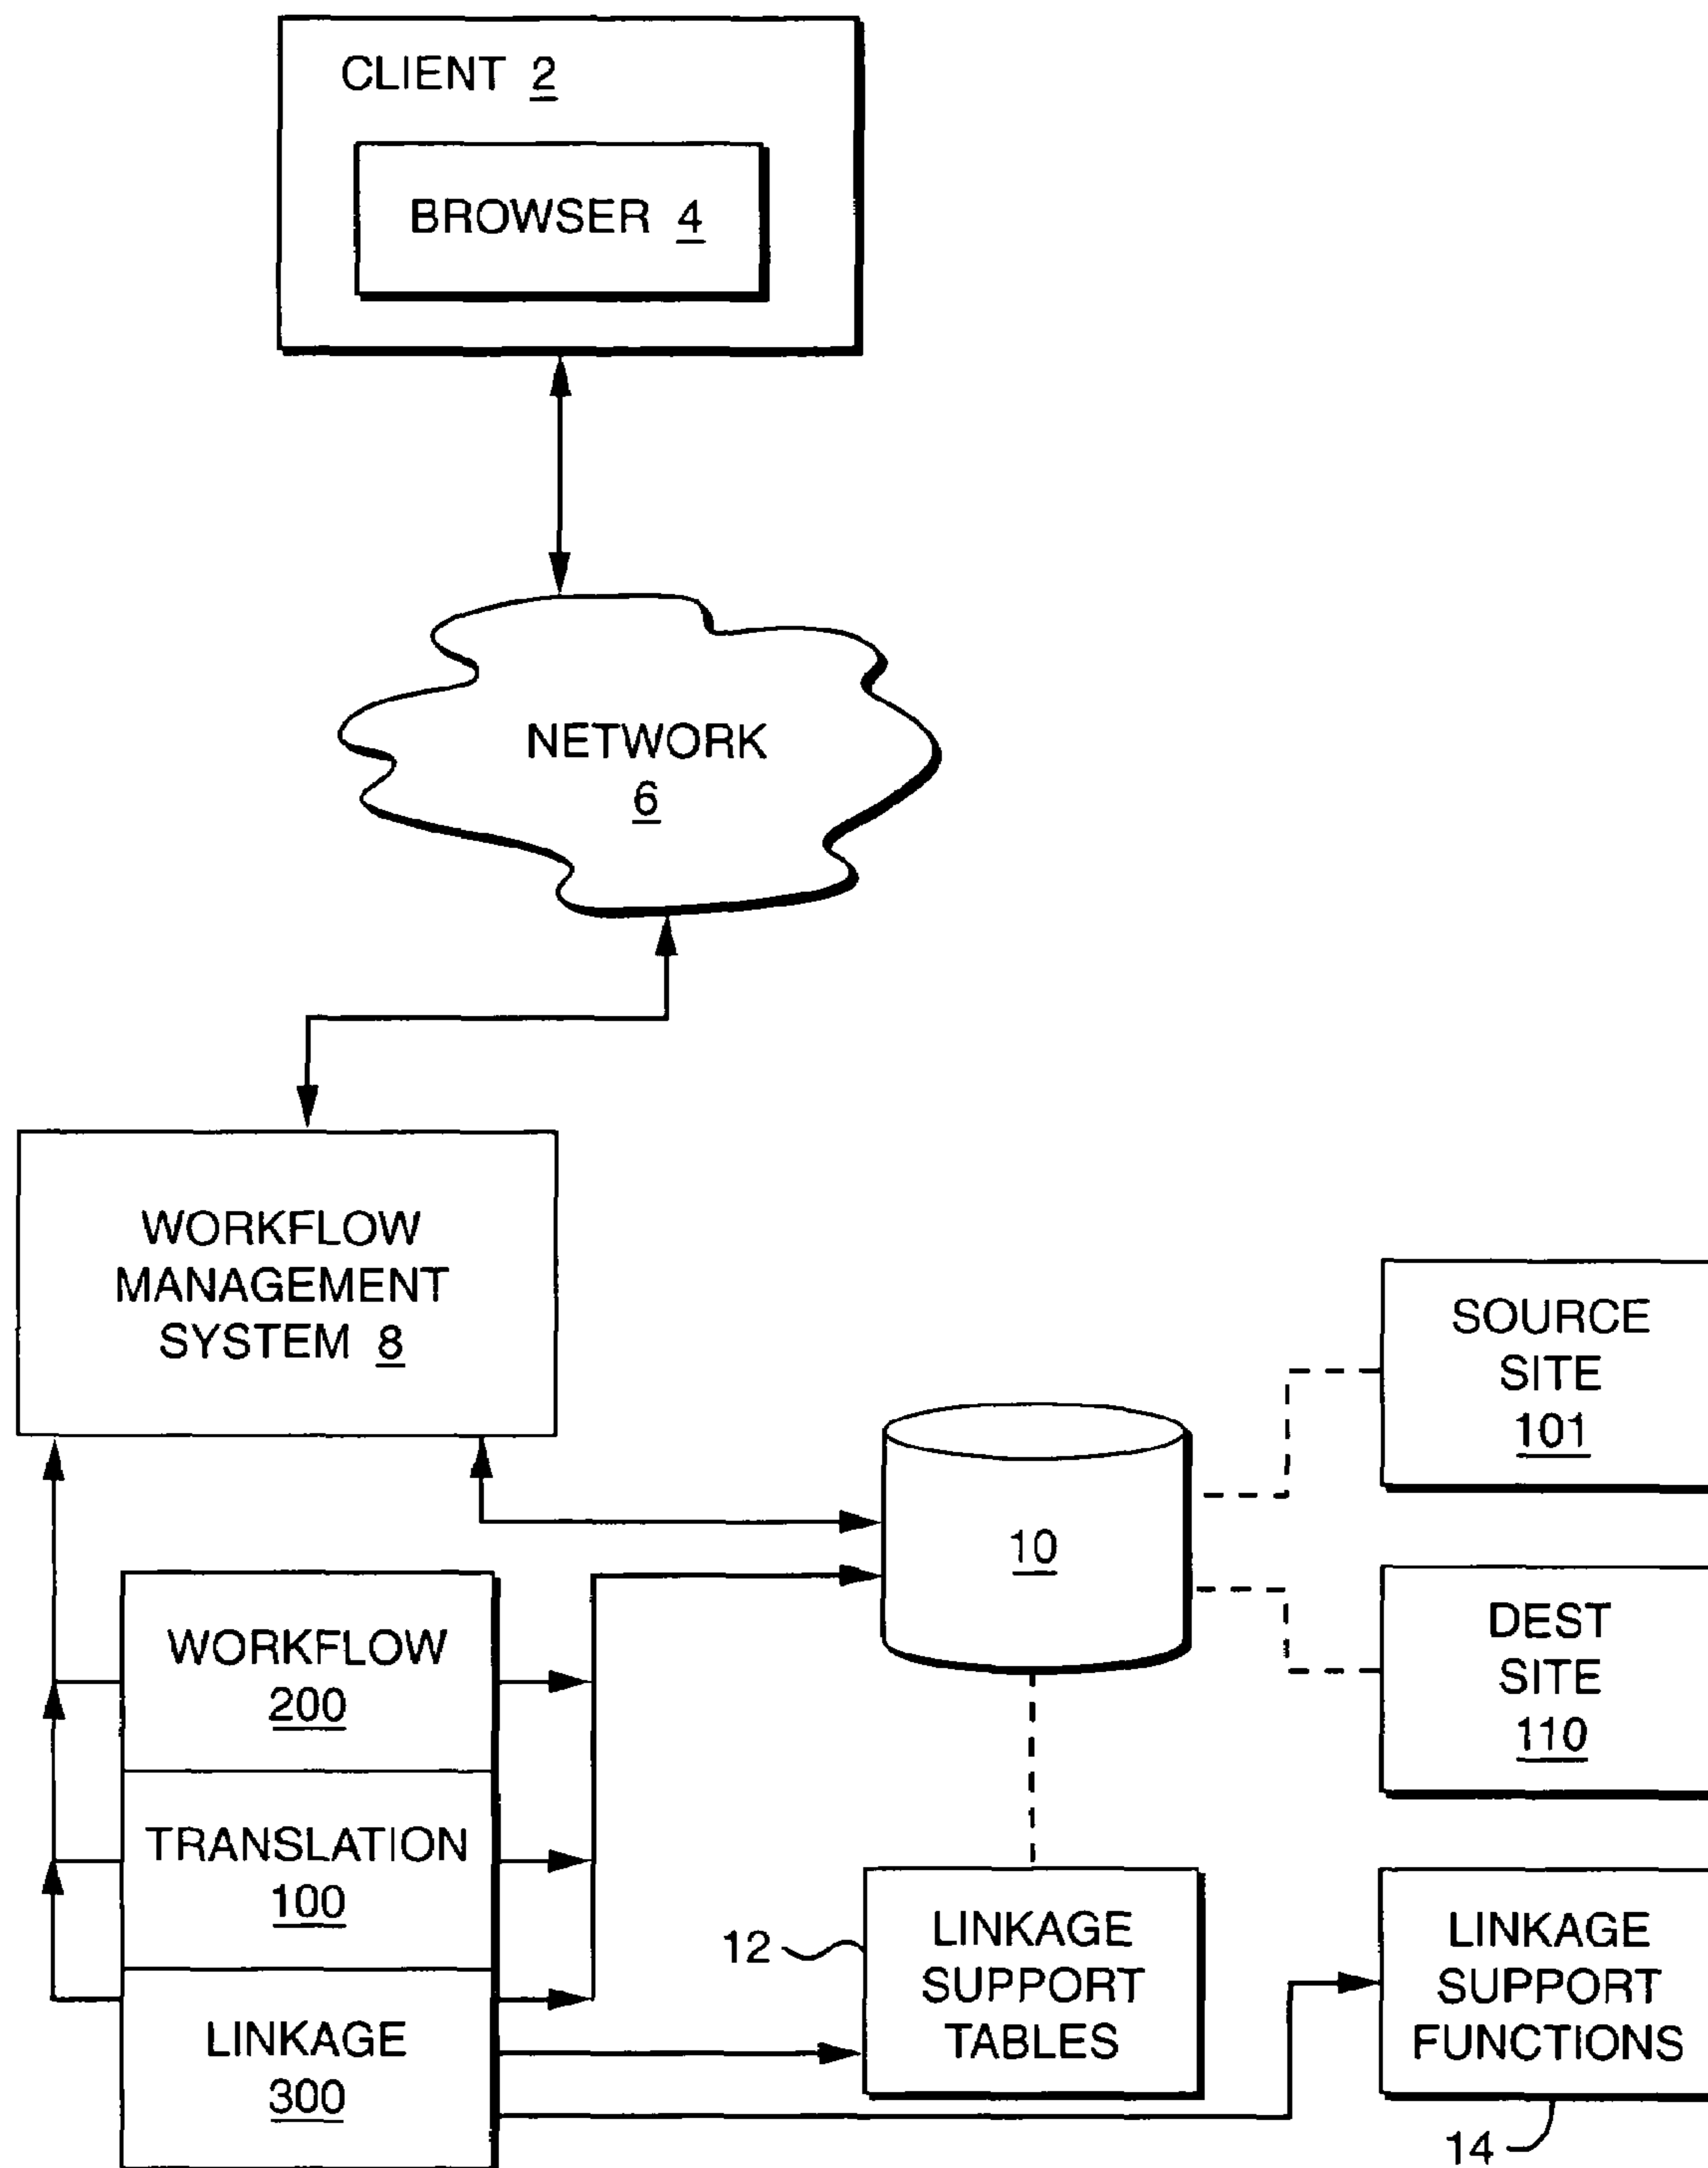 CLIENT 2
BROWSER 4
NETWORK
6
WORKFLOW
MANAGEMENT
SYSTEM 8
SOURCE
SITE
101
10
DEST
SITE
110
WORKFLOW
200
TRANSLATION
100
LINKAGE
300
12
LINKAGE
SUPPORT
TABLES
LINKAGE
SUPPORT
FUNCTIONS
14